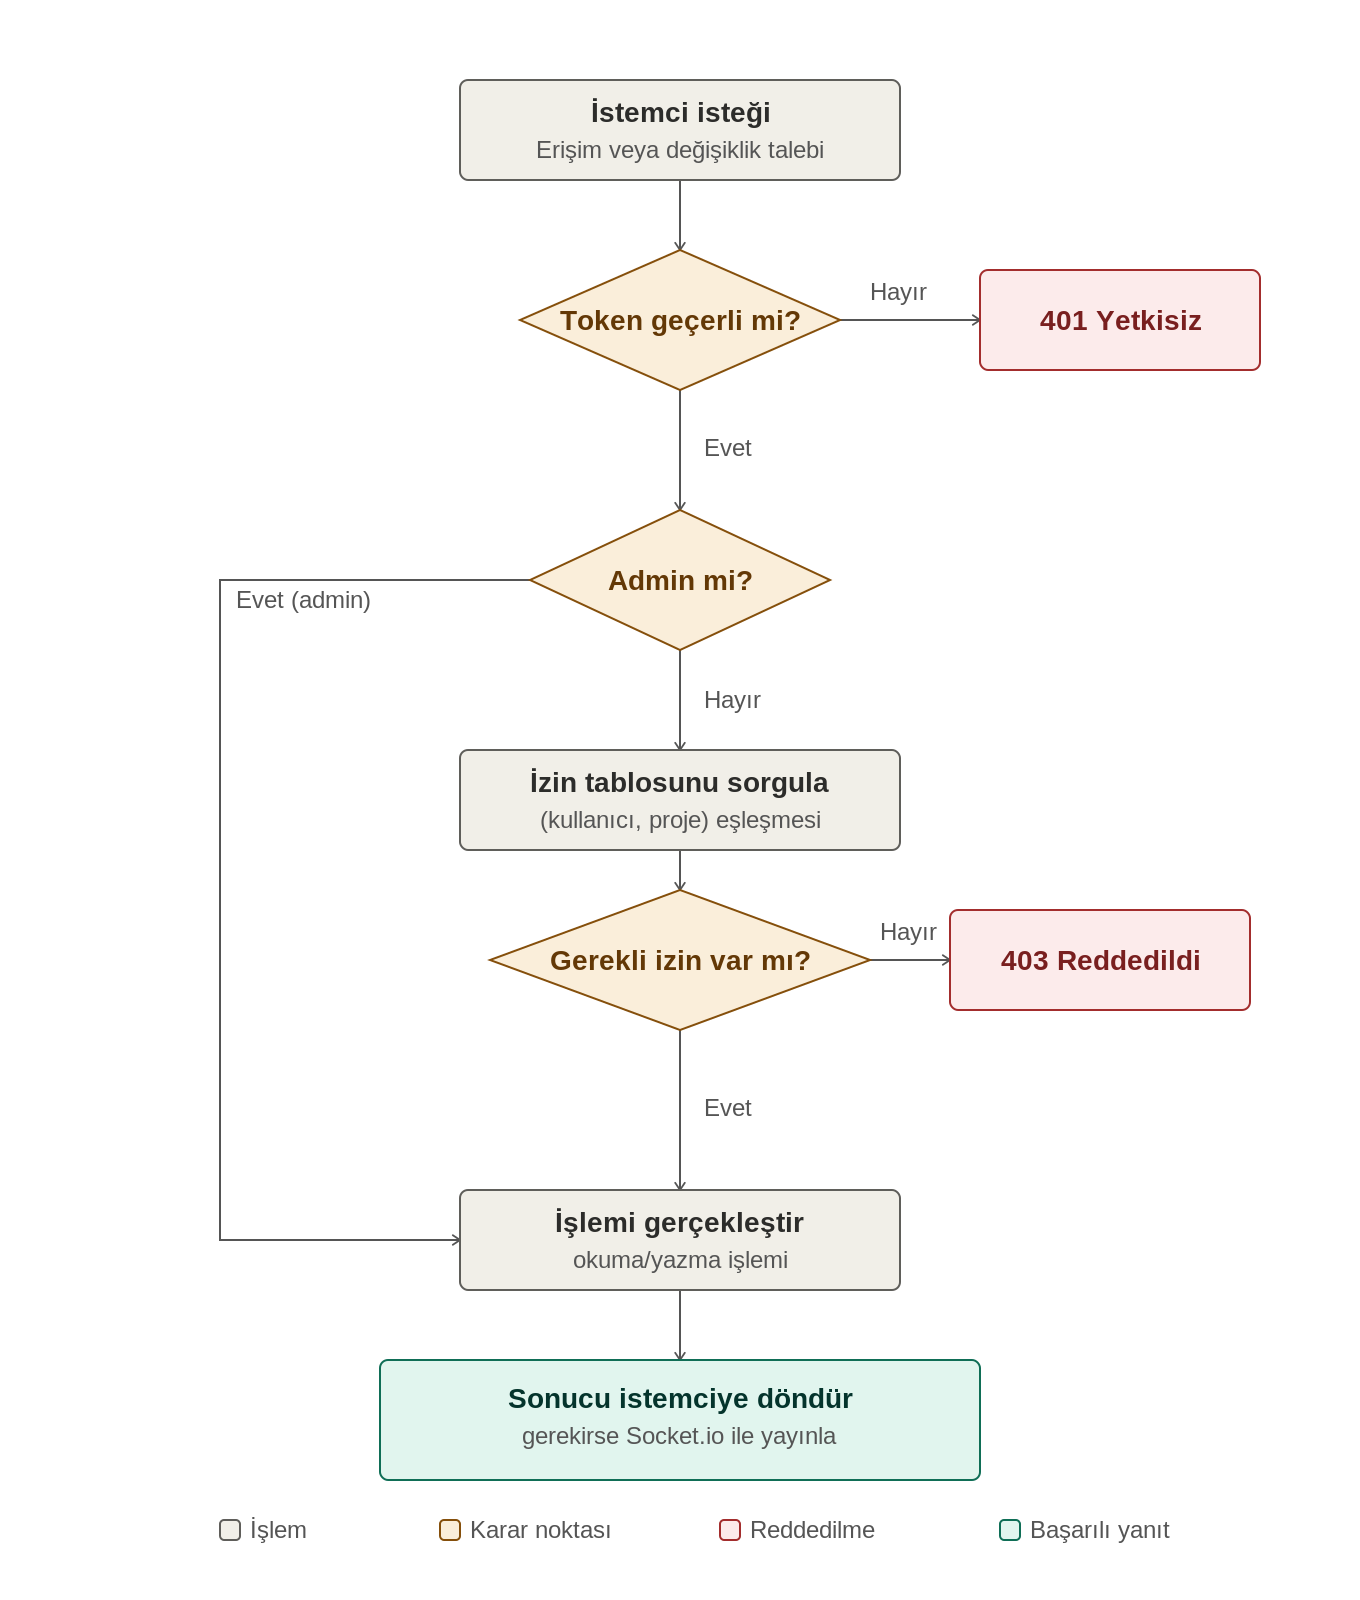 İstemci isteği
Erişim veya değişiklik talebi
Token geçerli mi?
Hayır
401 Yetkisiz
Evet
Admin mi?
Evet (admin)
Hayır
İzin tablosunu sorgula
(kullanıcı, proje) eşleşmesi
Gerekli izin var mı?
Hayır
403 Reddedildi
Evet
İşlemi gerçekleştir
okuma/yazma işlemi
Sonucu istemciye döndür
gerekirse Socket.io ile yayınla
İşlem
Karar noktası
Reddedilme
Başarılı yanıt